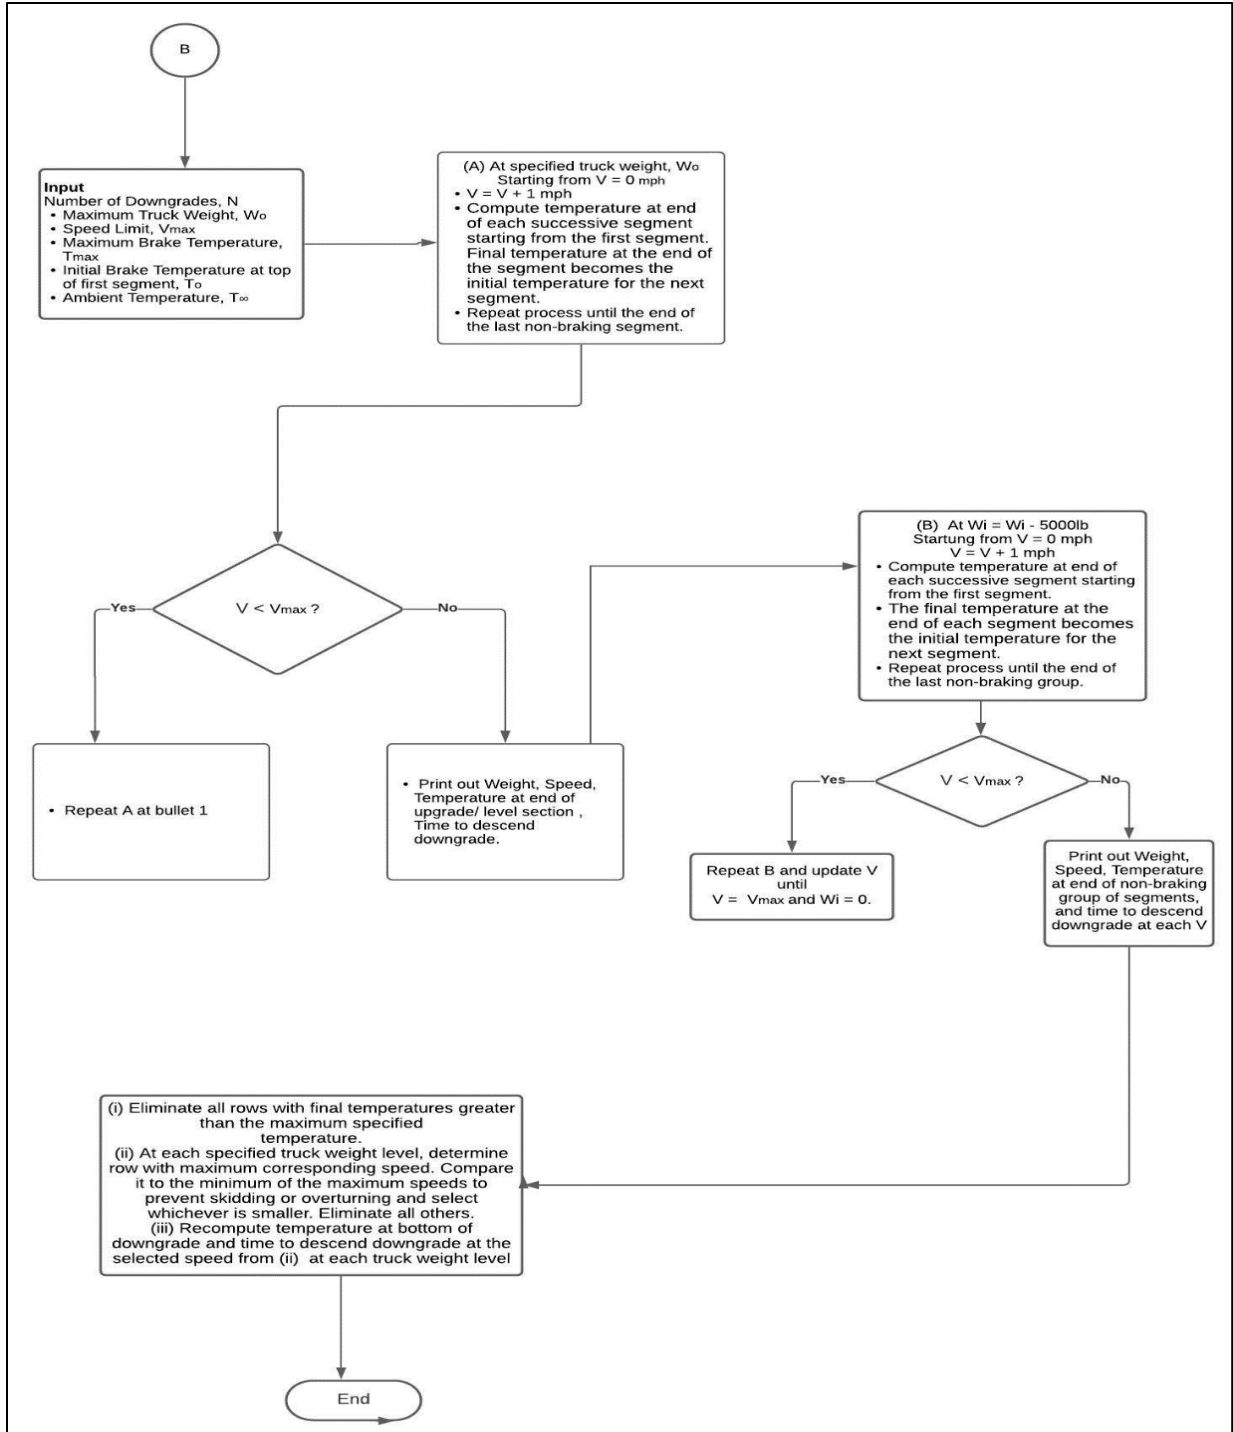 B
Input
Number of Downgrades, N
• Maximum Truck Weight, Wo
• Speed Limit, Vmax
• Maximum Brake Temperature,
Tmax
• Initial Brake Temperature at top
of first segment, To
• Ambient Temperature, T∞
(A) At specified truck weight, Wo
Starting from V = 0 mph
• V = V + 1 mph
• Compute temperature at end
of each successive segment
starting from the first segment.
Final temperature at the end of
the segment becomes the
initial temperature for the next
segment.
• Repeat process until the end of
the last non-braking segment.
V < Vmax ?
Yes
No
• Repeat A at bullet 1
• Print out Weight, Speed,
Temperature at end of
upgrade/ level section ,
Time to descend
downgrade.
(B) At Wi = Wi - 5000lb
Startung from V = 0 mph
V = V + 1 mph
• Compute temperature at end of
each successive segment starting
from the first segment.
• The final temperature at the
end of each segment becomes
the initial temperature for the
next segment.
• Repeat process until the end of
the last non-braking group.
V < Vmax ?
Yes
No
Repeat B and update V
until
V = Vmax and Wi = 0.
Print out Weight,
Speed, Temperature
at end of non-braking
group of segments,
and time to descend
downgrade at each V
(i) Eliminate all rows with final temperatures greater
than the maximum specified
temperature.
(ii) At each specified truck weight level, determine
row with maximum corresponding speed. Compare
it to the minimum of the maximum speeds to
prevent skidding or overturning and select
whichever is smaller. Eliminate all others.
(iii) Recompute temperature at bottom of
downgrade and time to descend downgrade at the
selected speed from (ii) at each truck weight level
End